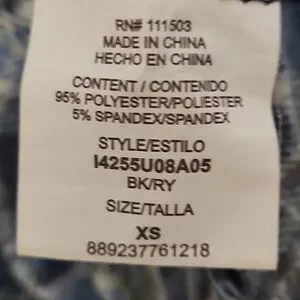 RN# 111503
MADE IN CHINA
HECHO EN CHINA
CONTENT / CONTENIDO
95% POLYESTER/POLIESTER
5% SPANDEX/SPANDEX
STYLE/ESTILO
I4255U08A05
BK/RY
SIZE/TALLA
XS
889237761218